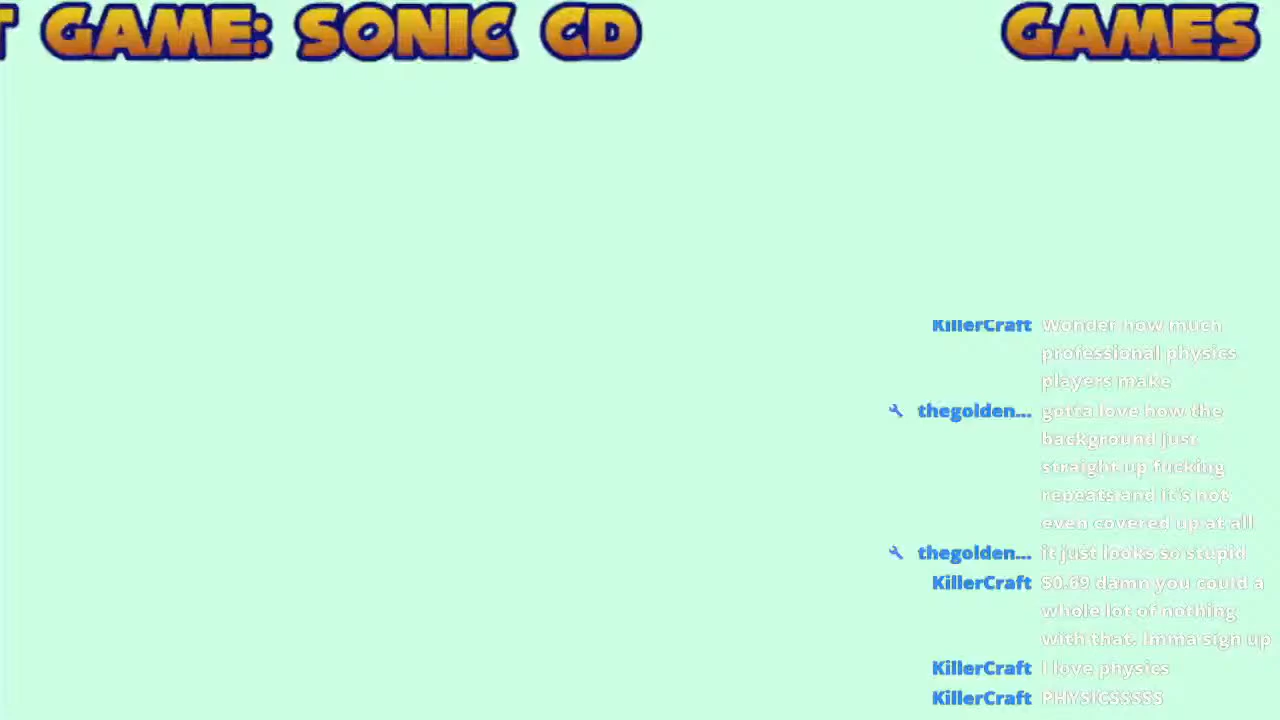 T GAME: SONIC CD GAMES
KillerCraft Wonder how much
professional physics
players make
thegolden... gotta love how the
background just
straight up fucking
repeats and it's not
even covered up at all
thegolden... it just looks so stupid
KillerCraft $0.39 damn you could a
whole lot of nothing
with that. Imma sign up
KillerCraft I love physics
KillerCraft PHYSICSSSSS